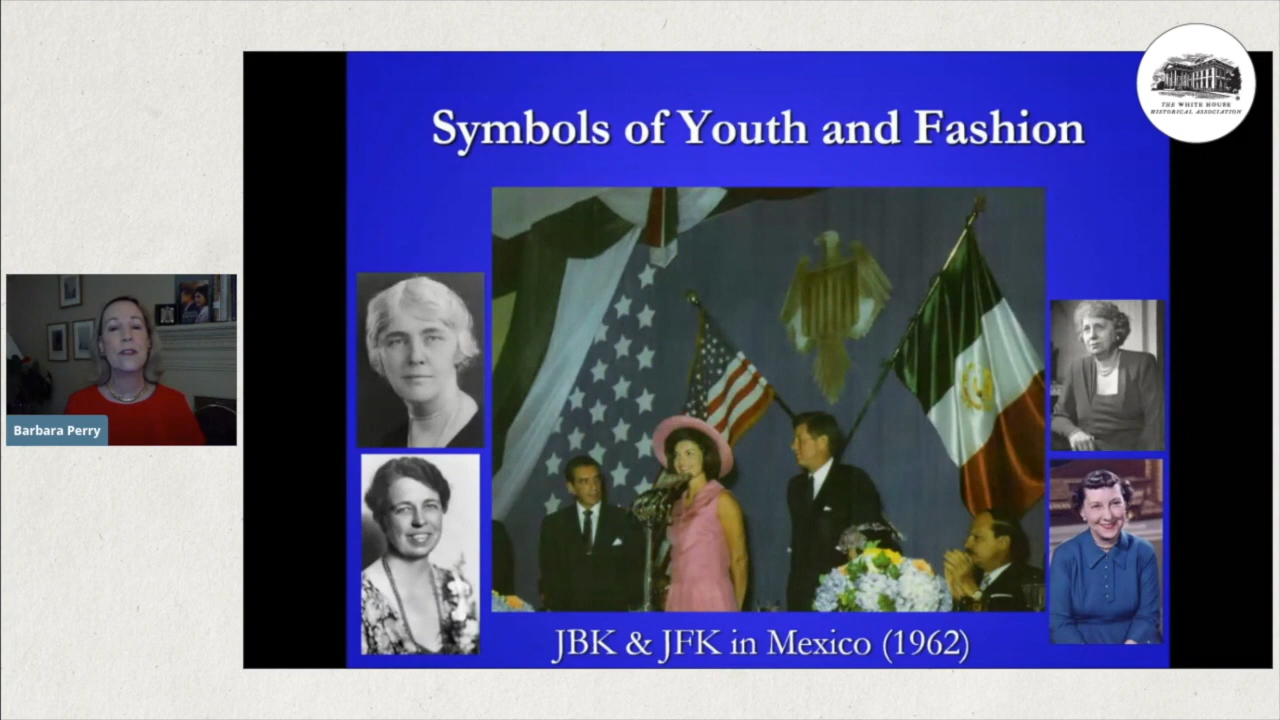 Symbols of Youth and Fashion
THE WHITE HOUSE
HISTORICAL ASSOCIATION
Barbara Perry
JBK & JFK in Mexico (1962)